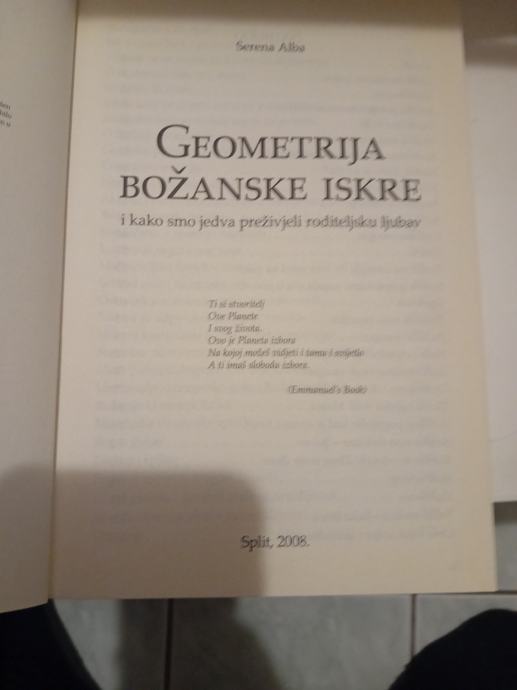 Serena Alba
GEOMETRIJA
BOŽANSKE ISKRE
i kako smo jedva preživjeli roditeljsku ljubav
Ti si stvoritelj
Ove Planete
I svog života.
Ovo je Planeta izbora
Na kojoj možeš vidjeti i tamu i svijetlo
A ti imaš slobodu izbora.
(Emmanuel's Book)
Split, 2008.